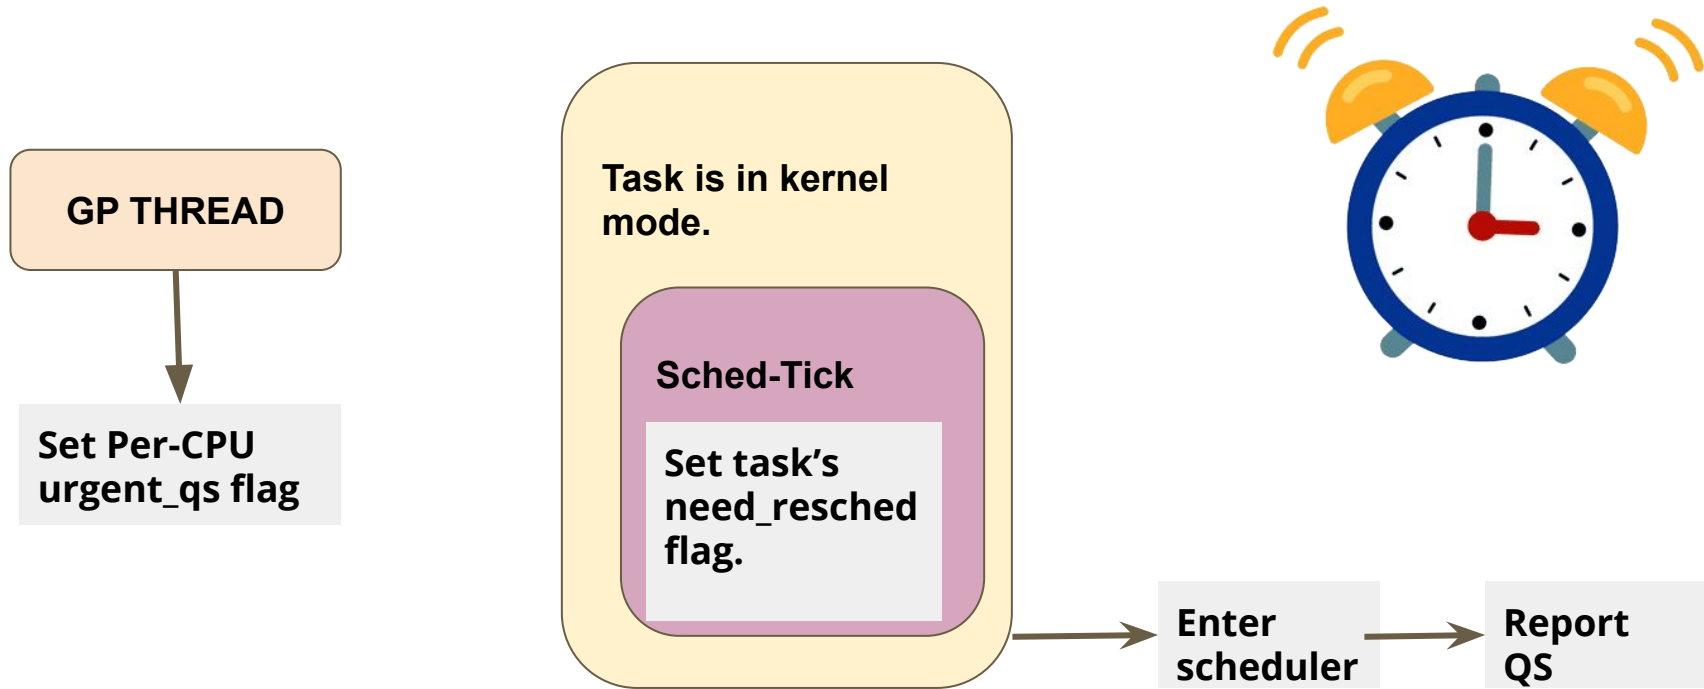 GP THREAD
Set Per-CPU
urgent_qs flag
Task is in kernel
mode.
Sched-Tick
Set task’s
need_resched
flag.
Enter
scheduler
Report
QS